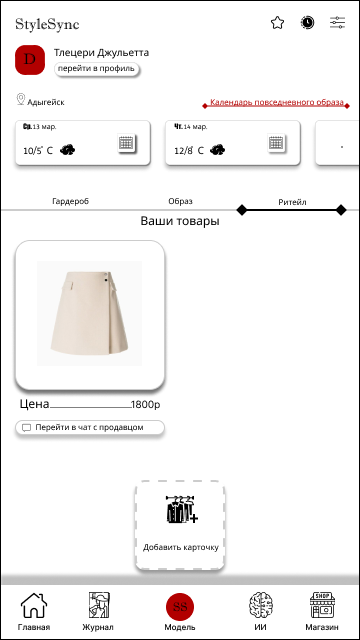 StyleSync
D
Тлецери Джульетта
перейти в профиль
Адыгейск
Календарь повседневного образа
Ср.13 мар.
10/5° C
Чт.14 мар.
12/8° C
Гардероб
Образ
Ритейл
Ваши товары
Цена 1800р
Перейти в чат с продавцом
Добавить карточку
SHOP
SS
Главная
Журнал
Модель
ИИ
Магазин